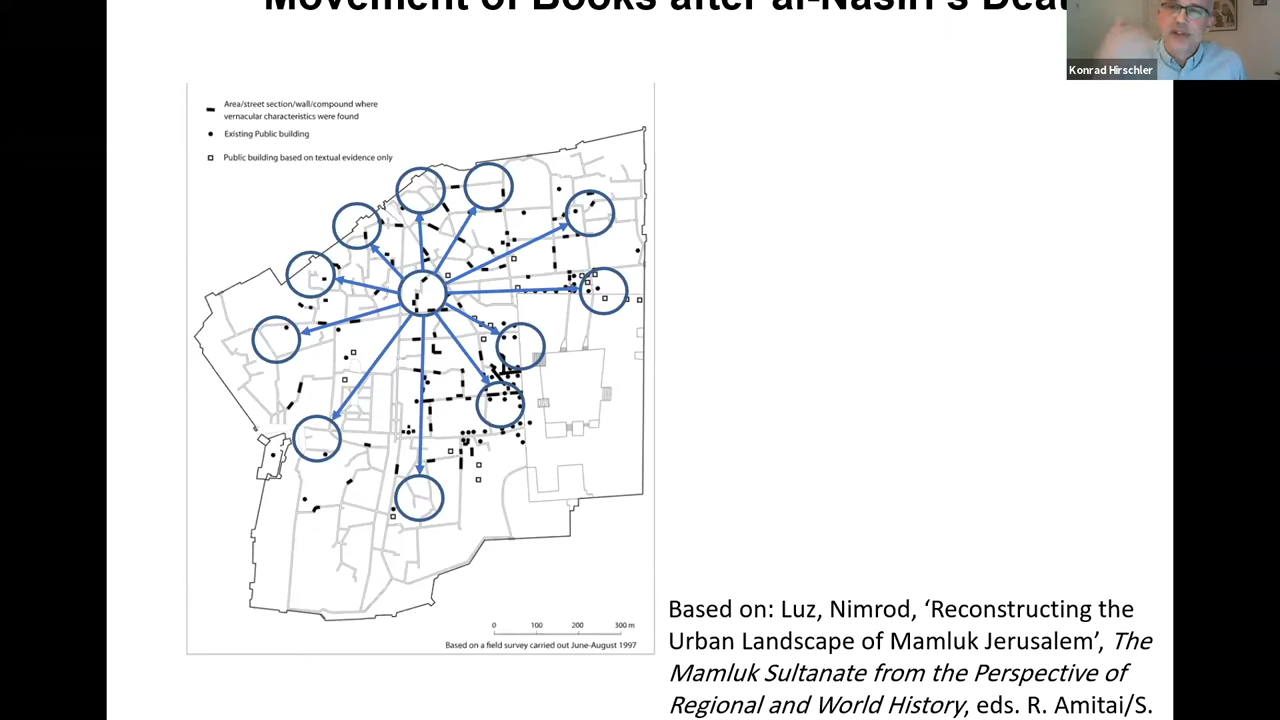 Movement of Books after al-Nasiri's Death
Konrad Hirschler
Area/street section/wall/compound where
vernacular characteristics were found
Existing Public building
Public building based on textual evidence only
0 100 200 300 m
Based on a field survey carried out June-August 1997
Based on: Luz, Nimrod, ‘Reconstructing the
Urban Landscape of Mamluk Jerusalem’, The
Mamluk Sultanate from the Perspective of
Regional and World History, eds. R. Amitai/S.